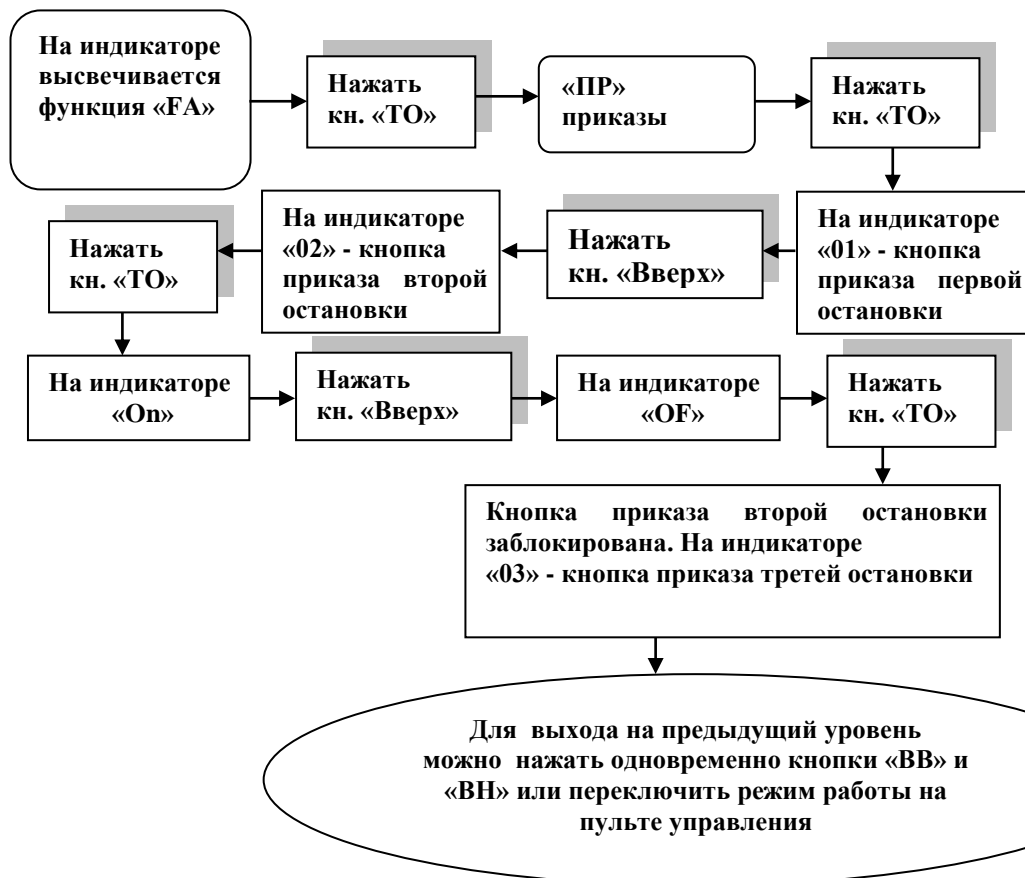 На индикаторе
высвечивается
функция «FA»
Нажать
кн. «ТО»
«ПР»
приказы
Нажать
кн. «ТО»
На индикаторе
«01» - кнопка
приказа первой
остановки
Нажать
кн. «Вверх»
На индикаторе
«02» - кнопка
приказа второй
остановки
Нажать
кн. «ТО»
На индикаторе
«On»
Нажать
кн. «Вверх»
На индикаторе
«OF»
Нажать
кн. «ТО»
Кнопка приказа второй остановки
заблокирована. На индикаторе
«03» - кнопка приказа третей остановки
Для выхода на предыдущий уровень
можно нажать одновременно кнопки «ВВ» и
«ВН» или переключить режим работы на
пульте управления